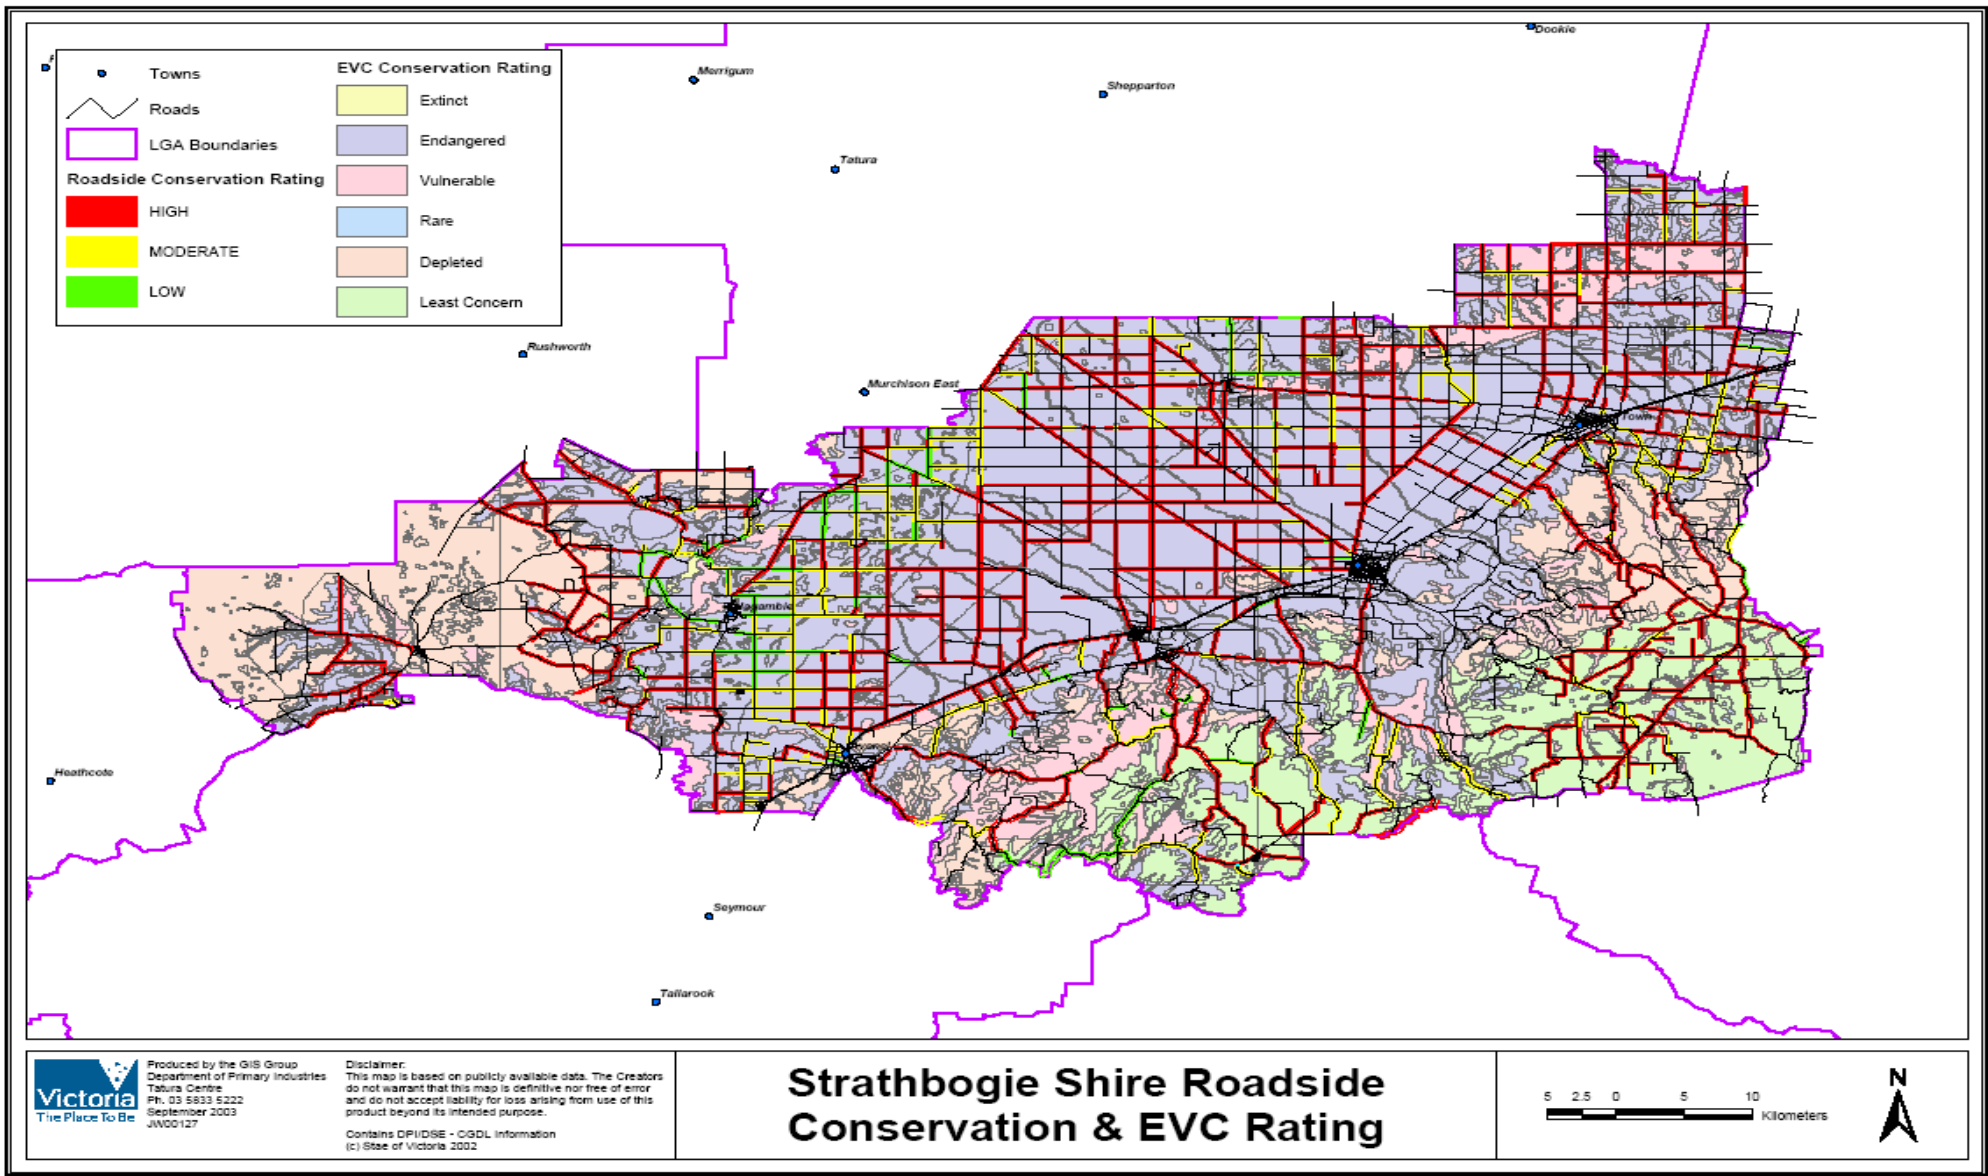 Dookie
Merrigum
Shepparton
Tatura
Rushworth
Murchison East
Heathcote
Seymour
Tallarook
Towns
Roads
LGA Boundaries
Roadside Conservation Rating
HIGH
MODERATE
LOW
EVC Conservation Rating
Extinct
Endangered
Vulnerable
Rare
Depleted
Least Concern
Victoria
The Place To Be
Produced by the GIS Group
Department of Primary Industries
Tatura Centre
Ph. 03 5833 5222
September 2003
JW00127
Disclaimer:
This map is based on publicly available data. The Creators
do not warrant that this map is definitive nor free of error
and do not accept liability for loss arising from use of this
product beyond its intended purpose.
Contains DPI/DSE - CGDL Information
(c) Stae of Victoria 2002
Strathbogie Shire Roadside
Conservation & EVC Rating
5 2.5 0 5 10
Kilometers
N